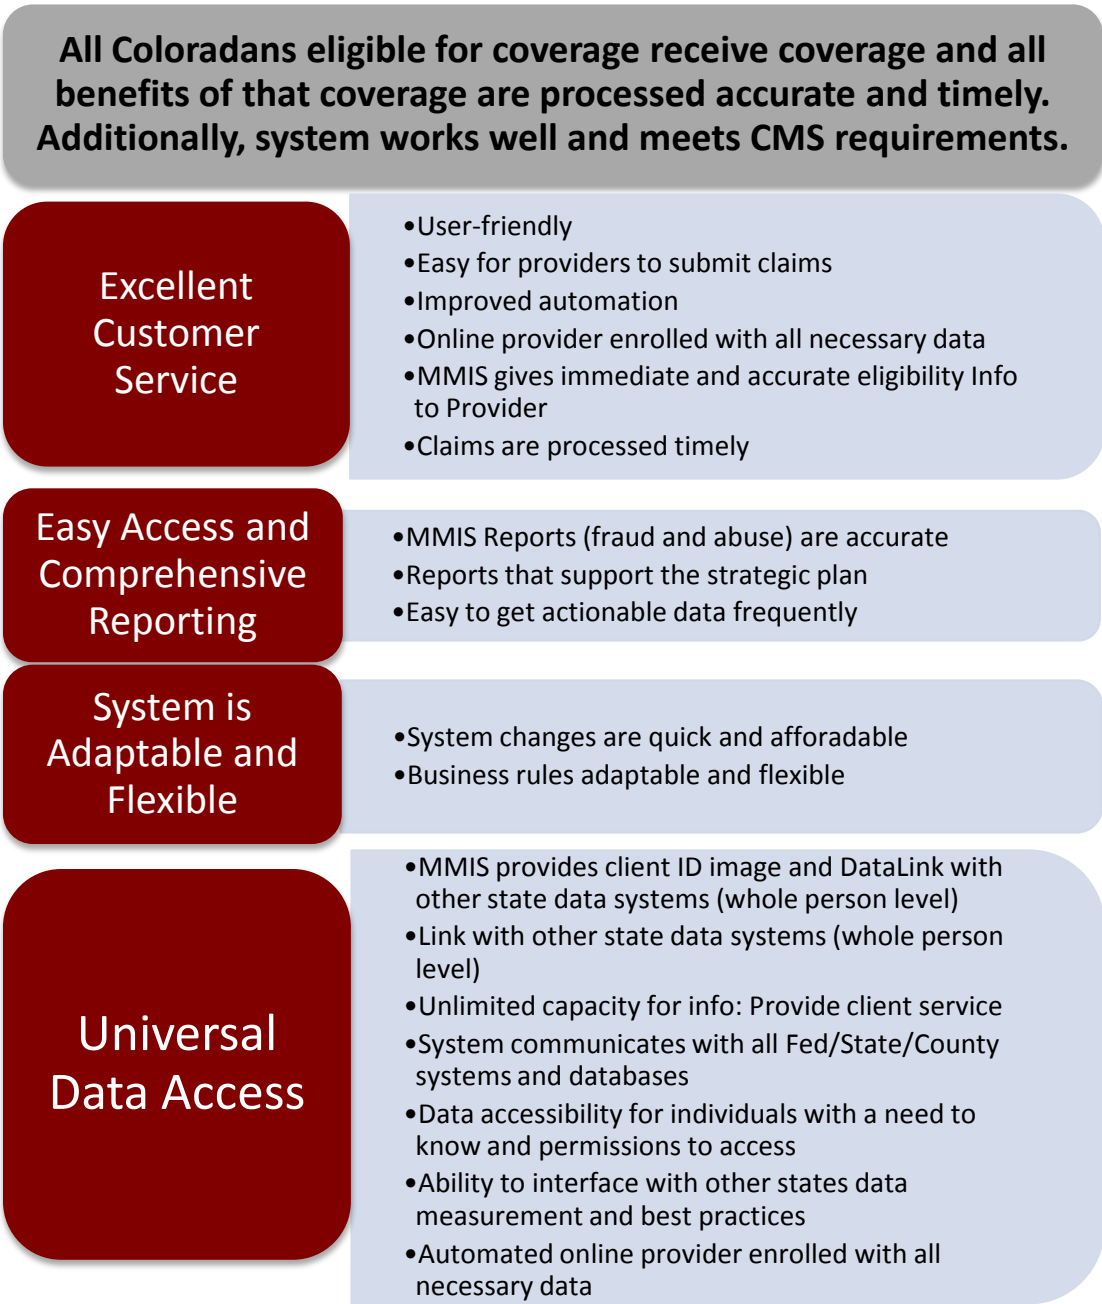 All Coloradans eligible for coverage receive coverage and all
benefits of that coverage are processed accurate and timely.
Additionally, system works well and meets CMS requirements.
Excellent
Customer
Service
•User-friendly
•Easy for providers to submit claims
•Improved automation
•Online provider enrolled with all necessary data
•MMIS gives immediate and accurate eligibility Info
to Provider
•Claims are processed timely
Easy Access and
Comprehensive
Reporting
•MMIS Reports (fraud and abuse) are accurate
•Reports that support the strategic plan
•Easy to get actionable data frequently
System is
Adaptable and
Flexible
•System changes are quick and afforadable
•Business rules adaptable and flexible
Universal
Data Access
•MMIS provides client ID image and DataLink with
other state data systems (whole person level)
•Link with other state data systems (whole person
level)
•Unlimited capacity for info: Provide client service
•System communicates with all Fed/State/County
systems and databases
•Data accessibility for individuals with a need to
know and permissions to access
•Ability to interface with other states data
measurement and best practices
•Automated online provider enrolled with all
necessary data